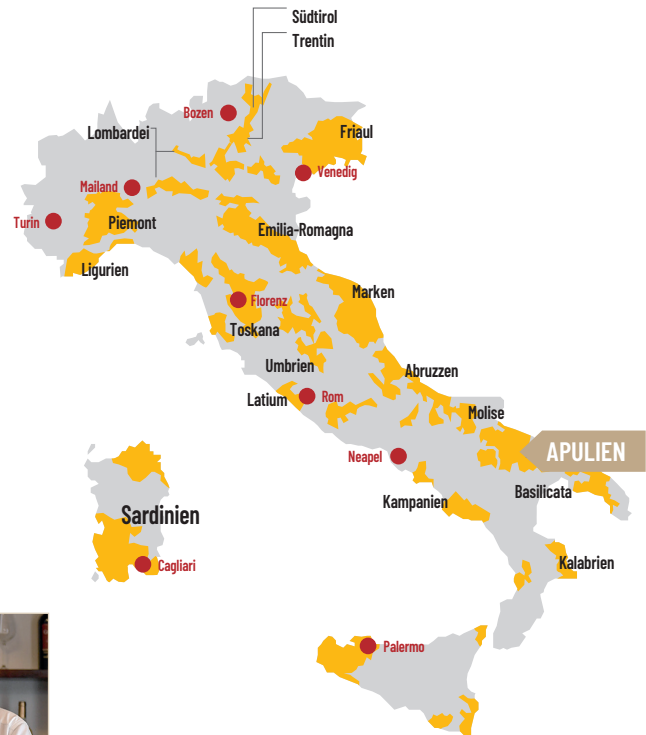 Südtirol
Trentin
Bozen
Lombardei
Friaul
Venedig
Mailand
Turin
Piemont
Emilia-Romagna
Ligurien
Marken
Florenz
Toskana
Umbrien
Abruzzen
Latium
Rom
Molise
APULIEN
Neapel
Basilicata
Kampanien
Sardinien
Kalabrien
Cagliari
Palermo